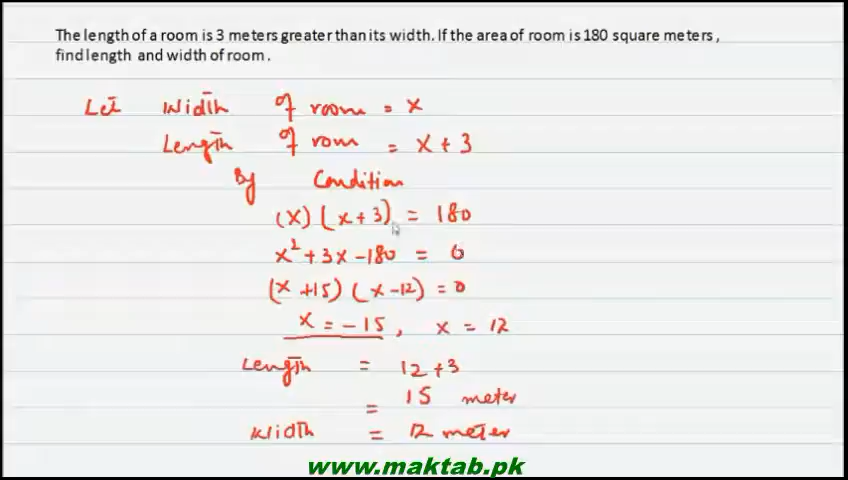 The length of a room is 3 meters greater than its width. If the area of room is 180 square meters ,
find length and width of room .
Let Width of room = x
Length of room = x + 3
By Condition
(x) (x + 3) = 180
x² + 3x - 180 = 0
(x + 15) (x - 12) = 0
x = - 15 , x = 12
Length = 12 + 3
= 15 meter
Width = 12 meter
www.maktab.pk